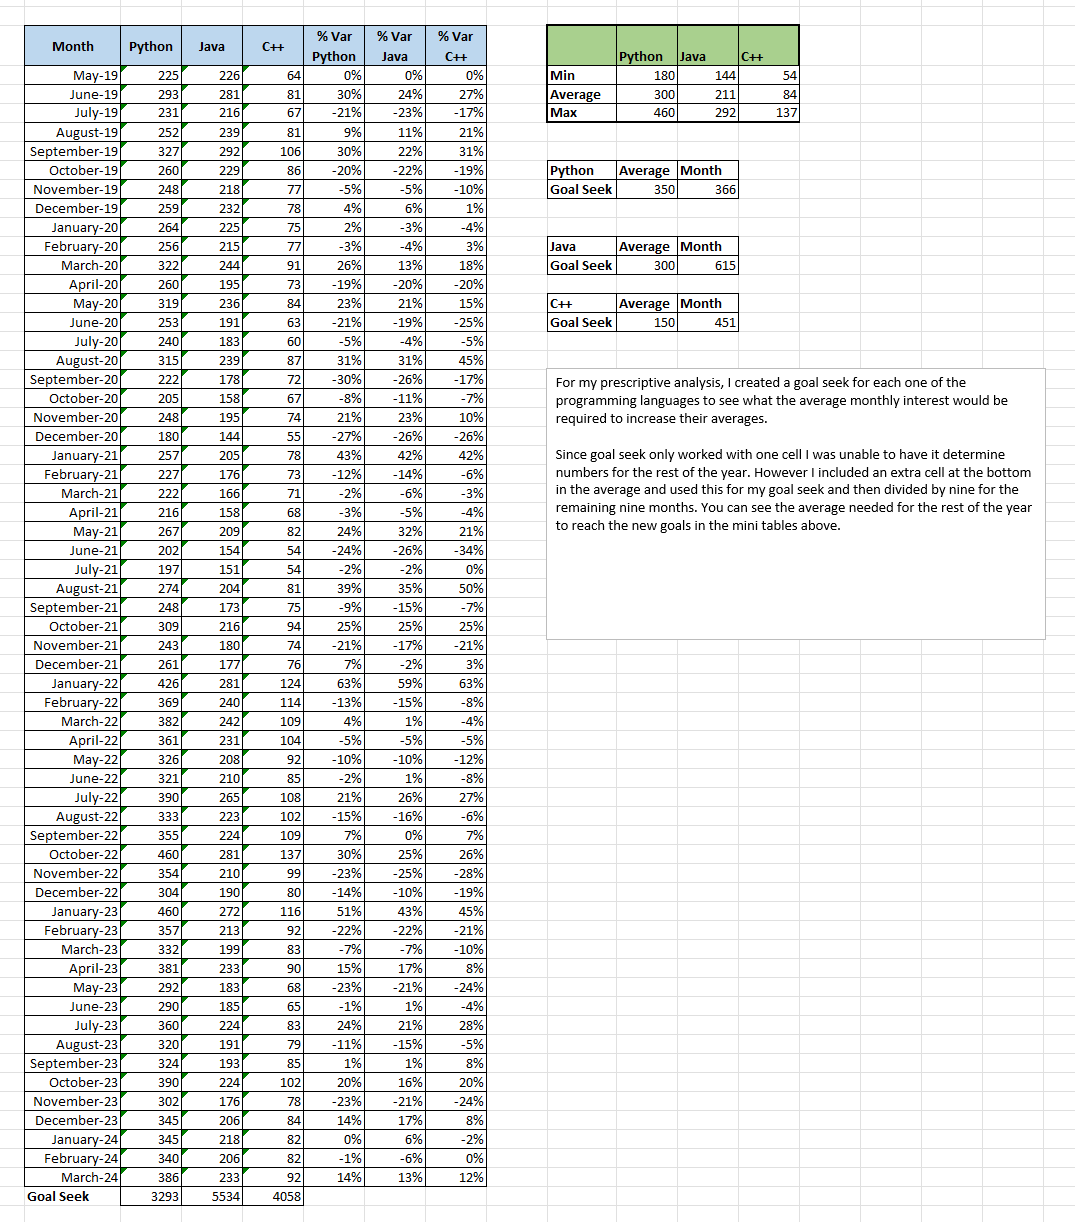 Month Python Java C++ % Var Python % Var Java % Var C++
May-19 225 226 64 0% 0% 0%
June-19 293 281 81 30% 24% 27%
July-19 231 216 67 -21% -23% -17%
August-19 252 239 81 9% 11% 21%
September-19 327 292 106 30% 22% 31%
October-19 260 229 86 -20% -22% -19%
November-19 248 218 77 -5% -5% -10%
December-19 259 232 78 4% 6% 1%
January-20 264 225 75 2% -3% -4%
February-20 256 215 77 -3% -4% 3%
March-20 322 244 91 26% 13% 18%
April-20 260 195 73 -19% -20% -20%
May-20 319 236 84 23% 21% 15%
June-20 253 191 63 -21% -19% -25%
July-20 240 183 60 -5% -4% -5%
August-20 315 239 87 31% 31% 45%
September-20 222 178 72 -30% -26% -17%
October-20 205 158 67 -8% -11% -7%
November-20 248 195 74 21% 23% 10%
December-20 180 144 55 -27% -26% -26%
January-21 257 205 78 43% 42% 42%
February-21 227 176 73 -12% -14% -6%
March-21 222 166 71 -2% -6% -3%
April-21 216 158 68 -3% -5% -4%
May-21 267 209 82 24% 32% 21%
June-21 202 154 54 -24% -26% -34%
July-21 197 151 54 -2% -2% 0%
August-21 274 204 81 39% 35% 50%
September-21 248 173 75 -9% -15% -7%
October-21 309 216 94 25% 25% 25%
November-21 243 180 74 -21% -17% -21%
December-21 261 177 76 7% -2% 3%
January-22 426 281 124 63% 59% 63%
February-22 369 240 114 -13% -15% -8%
March-22 382 242 109 4% 1% -4%
April-22 361 231 104 -5% -5% -5%
May-22 326 208 92 -10% -10% -12%
June-22 321 210 85 -2% 1% -8%
July-22 390 265 108 21% 26% 27%
August-22 333 223 102 -15% -16% -6%
September-22 355 224 109 7% 0% 7%
October-22 460 281 137 30% 25% 26%
November-22 354 210 99 -23% -25% -28%
December-22 304 190 80 -14% -10% -19%
January-23 460 272 116 51% 43% 45%
February-23 357 213 92 -22% -22% -21%
March-23 332 199 83 -7% -7% -10%
April-23 381 233 90 15% 17% 8%
May-23 292 183 68 -23% -21% -24%
June-23 290 185 65 -1% 1% -4%
July-23 360 224 83 24% 21% 28%
August-23 320 191 79 -11% -15% -5%
September-23 324 193 85 1% 1% 8%
October-23 390 224 102 20% 16% 20%
November-23 302 176 78 -23% -21% -24%
December-23 345 206 84 14% 17% 8%
January-24 345 218 82 0% 6% -2%
February-24 340 206 82 -1% -6% 0%
March-24 386 233 92 14% 13% 12%
Goal Seek 3293 5534 4058
Python Java C++
Min 180 144 54
Average 300 211 84
Max 460 292 137
Python Average Month
Goal Seek 350 366
Java Average Month
Goal Seek 300 615
C++ Average Month
Goal Seek 150 451
For my prescriptive analysis, I created a goal seek for each one of the
programming languages to see what the average monthly interest would be
required to increase their averages.
Since goal seek only worked with one cell I was unable to have it determine
numbers for the rest of the year. However I included an extra cell at the bottom
in the average and used this for my goal seek and then divided by nine for the
remaining nine months. You can see the average needed for the rest of the year
to reach the new goals in the mini tables above.